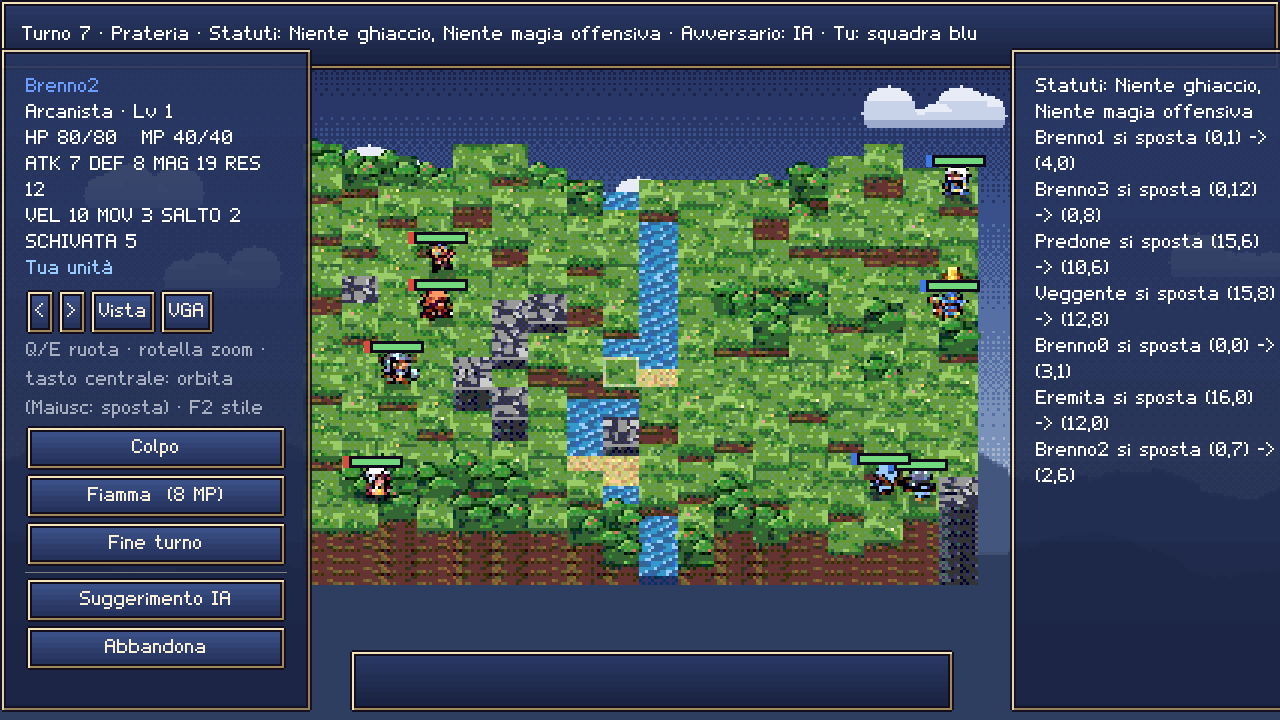 Turno 7 · Prateria · Statuti: Niente ghiaccio, Niente magia offensiva · Avversario: IA · Tu: squadra blu
Brenno2
Arcanista · Lv 1
HP 80/80 MP 40/40
ATK 7 DEF 8 MAG 19 RES
12
VEL 10 MOV 3 SALTO 2
SCHIVATA 5
Tua unità
< > Vista VGA
Q/E ruota · rotella zoom ·
tasto centrale: orbita
(Maiusc: sposta) · F2 stile
Colpo
Fiamma (8 MP)
Fine turno
Suggerimento IA
Abbandona
Statuti: Niente ghiaccio,
Niente magia offensiva
Brenno1 si sposta (0,1) ->
(4,0)
Brenno3 si sposta (0,12)
-> (0,8)
Predone si sposta (15,6)
-> (10,6)
Veggente si sposta (15,8)
-> (12,8)
Brenno0 si sposta (0,0) ->
(3,1)
Eremita si sposta (16,0)
-> (12,0)
Brenno2 si sposta (0,7) ->
(2,6)